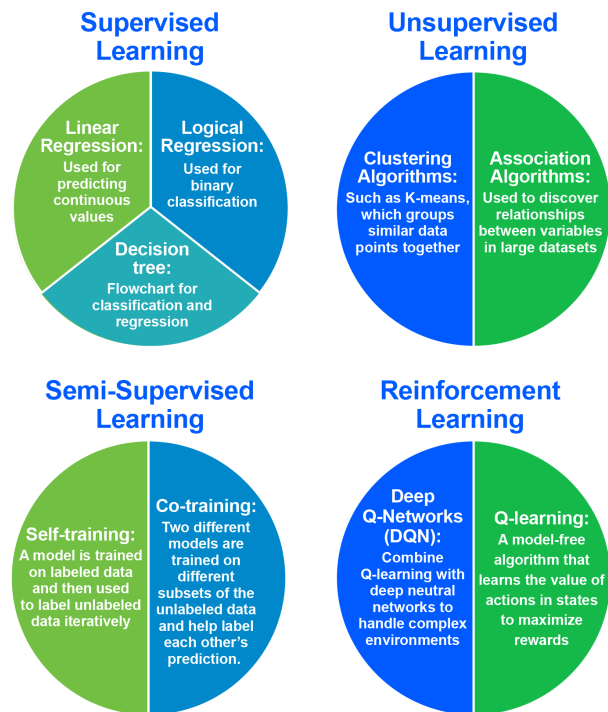 Supervised
Learning
Linear
Regression:
Used for
predicting
continuous
values
Logical
Regression:
Used for
binary
classification
Decision
tree:
Flowchart for
classification and
regression
Unsupervised
Learning
Clustering
Algorithms:
Such as K-means,
which groups
similar data
points together
Association
Algorithms:
Used to discover
relationships
between variables
in large datasets
Semi-Supervised
Learning
Self-training:
A model is trained
on labeled data
and then used
to label unlabeled
data iteratively
Co-training:
Two different
models are
trained on
different
subsets of the
unlabeled data
and help label
each other's
prediction.
Reinforcement
Learning
Deep
Q-Networks
(DQN):
Combine
Q-learning with
deep neutral
networks to
handle complex
environments
Q-learning:
A model-free
algorithm that
learns the value of
actions in states
to maximize
rewards